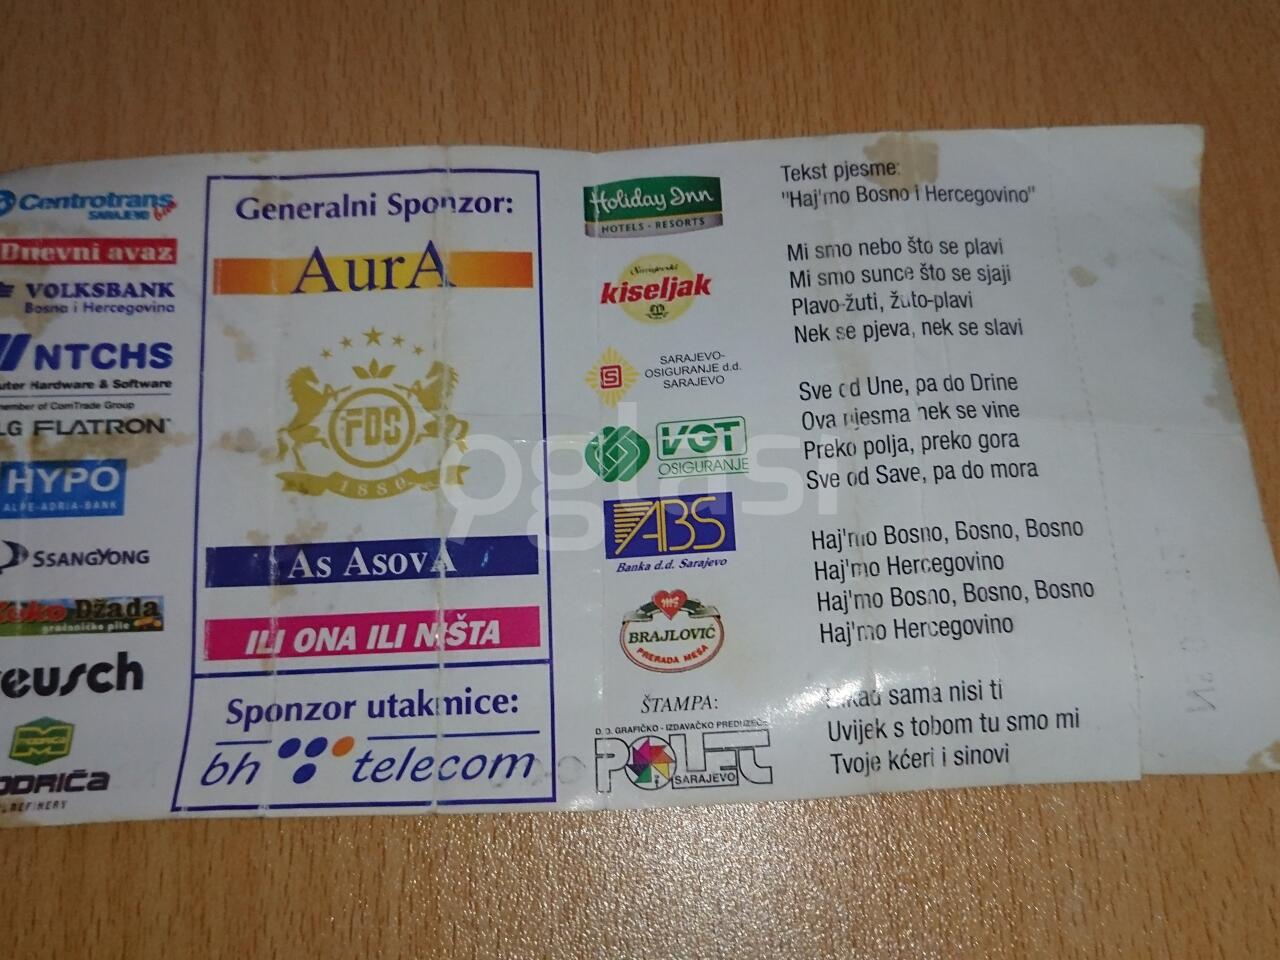 Centrotrans
SARAJEVO
Dnevni avaz
VOLKSBANK
Bosna i Hercegovina
NTCHS
uter Hardware & Software
member of ComTrade Group
LG FLATRON™
HYPO
ALPE-ADRIA-BANK
SSANGYONG
Džada
gračaničko pile
reusch
ODRIČA
REFINERY
Generalni Sponzor:
AurA
FDS
1880
As AsovA
ILI ONA ILI NIŠTA
Sponzor utakmice:
bh telecom
Holiday Inn
HOTELS · RESORTS
Sarajevski
kiseljak
S
SARAJEVO-
OSIGURANJE d.d.
SARAJEVO
VGT
OSIGURANJE
ABS
Banka d.d. Sarajevo
BRAJLOVIĆ
PRERADA MESA
ŠTAMPA:
D.D. GRAFIČKO - IZDAVAČKO PREDUZEĆE
POLET
SARAJEVO
Tekst pjesme:
"Haj'mo Bosno i Hercegovino"
Mi smo nebo što se plavi
Mi smo sunce što se sjaji
Plavo-žuti, žuto-plavi
Nek se pjeva, nek se slavi
Sve od Une, pa do Drine
Ova pjesma nek se vine
Preko polja, preko gora
Sve od Save, pa do mora
Haj'mo Bosno, Bosno, Bosno
Haj'mo Hercegovino
Haj'mo Bosno, Bosno, Bosno
Haj'mo Hercegovino
Nikad sama nisi ti
Uvijek s tobom tu smo mi
Tvoje kćeri i sinovi
oglasi